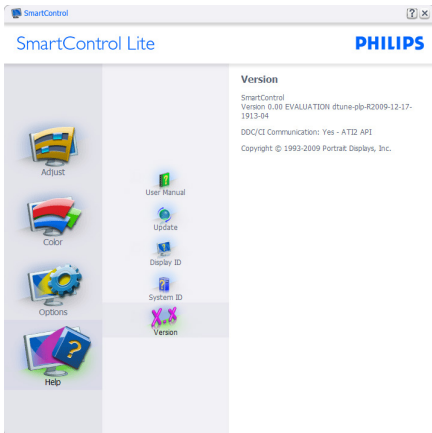 SmartControl
SmartControl Lite
PHILIPS
Adjust
Color
Options
Help
User Manual
Update
Display ID
System ID
Version
Version
SmartControl
Version 0.00 EVALUATION dtune-plp-R2009-12-17-
1913-04
DDC/CI Communication: Yes - ATI2 API
Copyright © 1993-2009 Portrait Displays, Inc.